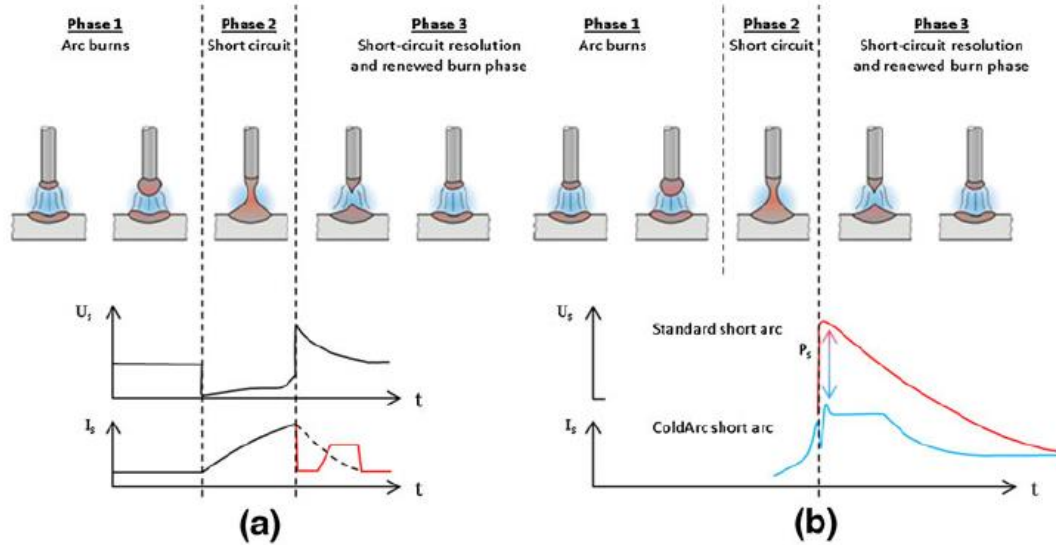 Phase 1
Arc burns
Phase 2
Short circuit
Phase 3
Short-circuit resolution
and renewed burn phase
Us
t
Is
t
(a)
Phase 1
Arc burns
Phase 2
Short circuit
Phase 3
Short-circuit resolution
and renewed burn phase
Us
Standard short arc
Ps
Is
ColdArc short arc
t
(b)